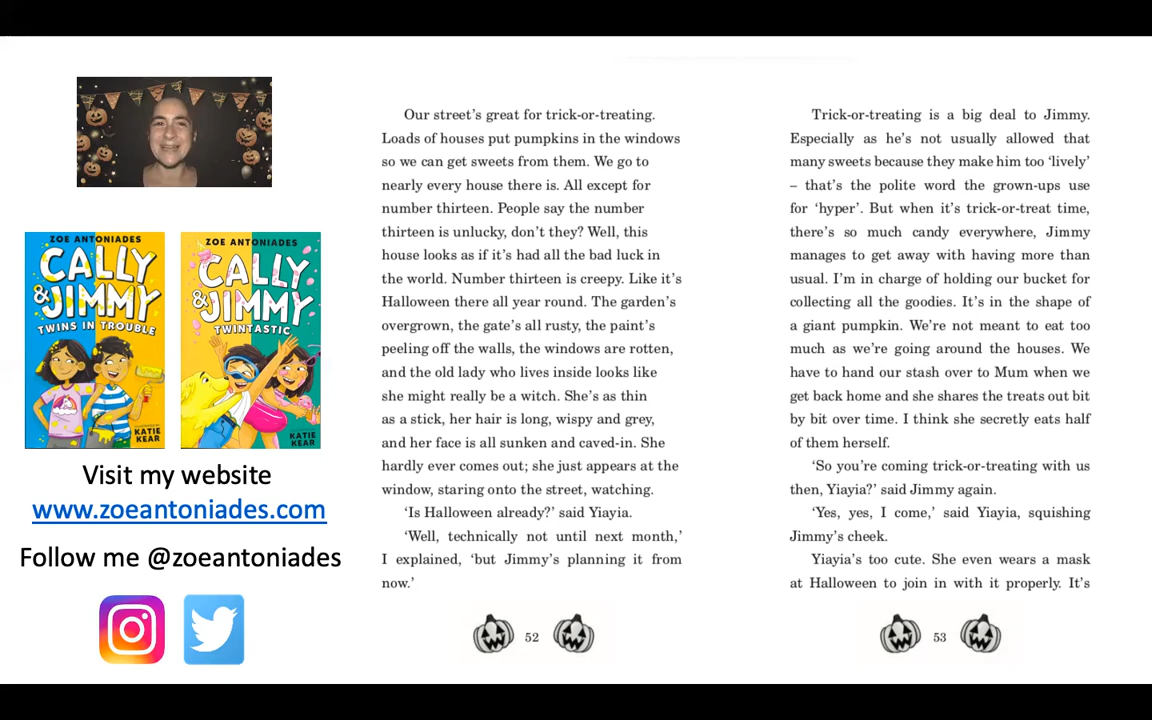 ZOE ANTONIADES
CALLY
& JIMMY
TWINS IN TROUBLE
ILLUSTRATED BY
KATIE
KEAR
ZOE ANTONIADES
CALLY
& JIMMY
TWINTASTIC
KATIE
KEAR
Visit my website
www.zoeantoniades.com
Follow me @zoeantoniades
Our street’s great for trick-or-treating.
Loads of houses put pumpkins in the windows
so we can get sweets from them. We go to
nearly every house there is. All except for
number thirteen. People say the number
thirteen is unlucky, don’t they? Well, this
house looks as if it’s had all the bad luck in
the world. Number thirteen is creepy. Like it’s
Halloween there all year round. The garden’s
overgrown, the gate’s all rusty, the paint’s
peeling off the walls, the windows are rotten,
and the old lady who lives inside looks like
she might really be a witch. She’s as thin
as a stick, her hair is long, wispy and grey,
and her face is all sunken and caved-in. She
hardly ever comes out; she just appears at the
window, staring onto the street, watching.
‘Is Halloween already?’ said Yiayia.
‘Well, technically not until next month,’
I explained, ‘but Jimmy’s planning it from
now.’
52
Trick-or-treating is a big deal to Jimmy.
Especially as he’s not usually allowed that
many sweets because they make him too ‘lively’
– that’s the polite word the grown-ups use
for ‘hyper’. But when it’s trick-or-treat time,
there’s so much candy everywhere, Jimmy
manages to get away with having more than
usual. I’m in charge of holding our bucket for
collecting all the goodies. It’s in the shape of
a giant pumpkin. We’re not meant to eat too
much as we’re going around the houses. We
have to hand our stash over to Mum when we
get back home and she shares the treats out bit
by bit over time. I think she secretly eats half
of them herself.
‘So you’re coming trick-or-treating with us
then, Yiayia?’ said Jimmy again.
‘Yes, yes, I come,’ said Yiayia, squishing
Jimmy’s cheek.
Yiayia’s too cute. She even wears a mask
at Halloween to join in with it properly. It’s
53